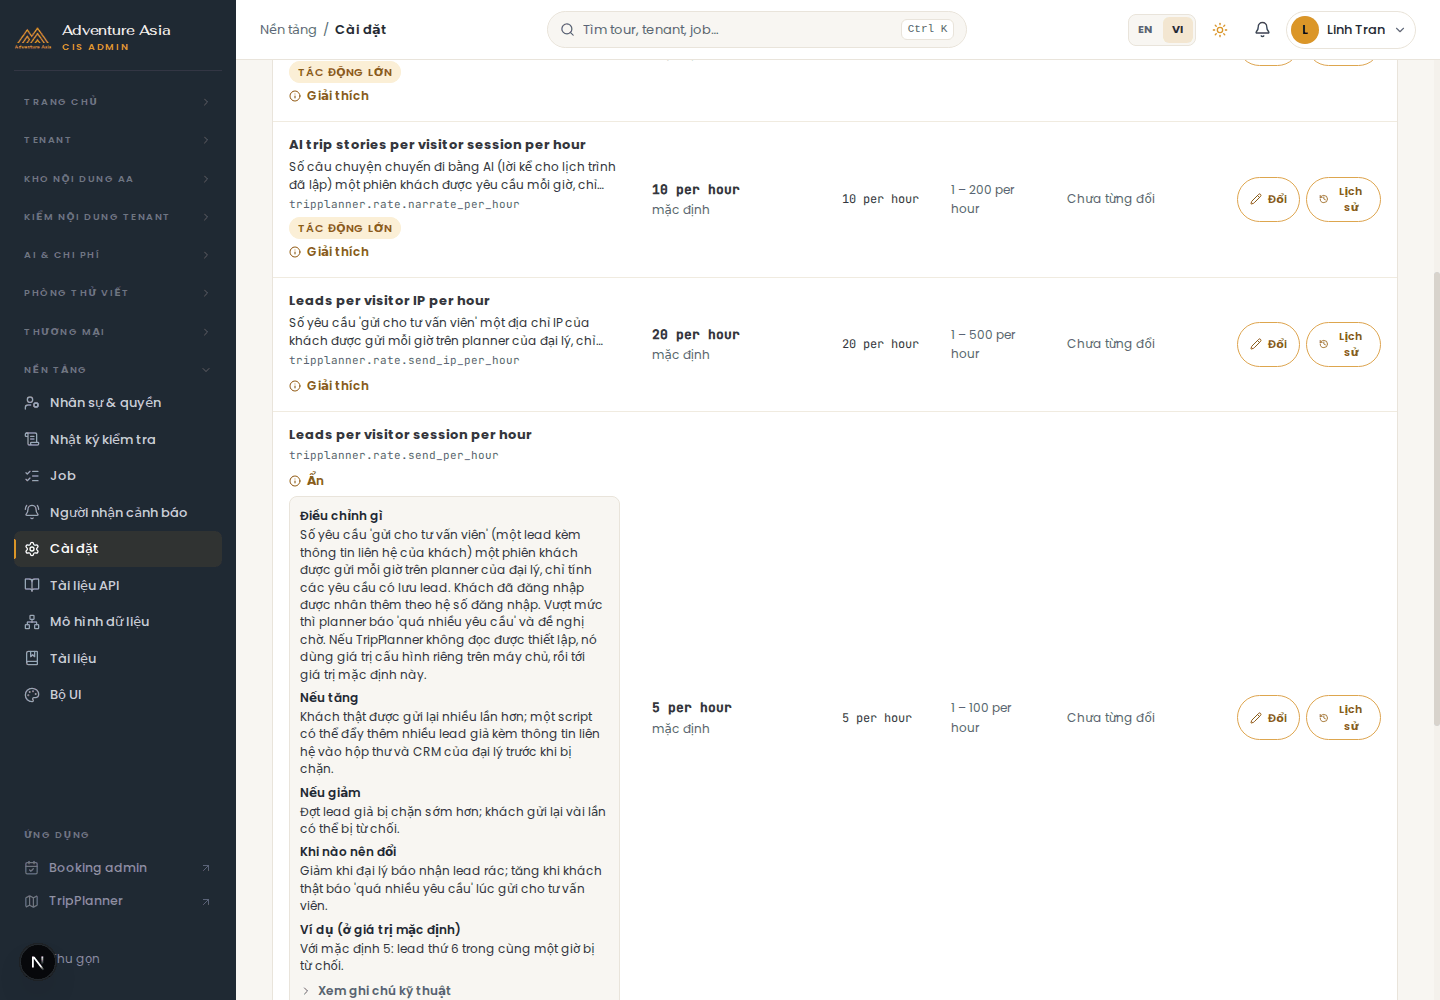 Adventure Asia
CIS ADMIN
Adventure Asia
TRANG CHỦ
TENANT
KHO NỘI DUNG AA
KIỂM NỘI DUNG TENANT
AI & CHI PHÍ
PHÒNG THỬ VIẾT
THƯƠNG MẠI
NỀN TẢNG
Nhân sự & quyền
Nhật ký kiểm tra
Job
Người nhận cảnh báo
Cài đặt
Tài liệu API
Mô hình dữ liệu
Tài liệu
Bộ UI
ỨNG DỤNG
Booking admin
TripPlanner
Thu gọn
Nền tảng / Cài đặt
Tìm tour, tenant, job...
Ctrl K
EN VI
L Linh Tran
TÁC ĐỘNG LỚN
Giải thích
AI trip stories per visitor session per hour
Số câu chuyện chuyến đi bằng AI (lời kể cho lịch trình
đã lập) một phiên khách được yêu cầu mỗi giờ, chỉ...
tripplanner.rate.narrate_per_hour
TÁC ĐỘNG LỚN
Giải thích
10 per hour
mặc định
10 per hour
1 – 200 per
hour
Chưa từng đổi
Đổi
Lịch
sử
Leads per visitor IP per hour
Số yêu cầu 'gửi cho tư vấn viên' một địa chỉ IP của
khách được gửi mỗi giờ trên planner của đại lý, chỉ...
tripplanner.rate.send_ip_per_hour
Giải thích
20 per hour
mặc định
20 per hour
1 – 500 per
hour
Chưa từng đổi
Đổi
Lịch
sử
Leads per visitor session per hour
tripplanner.rate.send_per_hour
Ẩn
Điều chỉnh gì
Số yêu cầu 'gửi cho tư vấn viên' (một lead kèm
thông tin liên hệ của khách) một phiên khách
được gửi mỗi giờ trên planner của đại lý, chỉ tính
các yêu cầu có lưu lead. Khách đã đăng nhập
được nhân thêm theo hệ số đăng nhập. Vượt mức
thì planner báo 'quá nhiều yêu cầu' và đề nghị
chờ. Nếu TripPlanner không đọc được thiết lập, nó
dùng giá trị cấu hình riêng trên máy chủ, rồi tới
giá trị mặc định này.
Nếu tăng
Khách thật được gửi lại nhiều lần hơn; một script
có thể đẩy thêm nhiều lead giả kèm thông tin liên
hệ vào hộp thư và CRM của đại lý trước khi bị
chặn.
Nếu giảm
Đợt lead giả bị chặn sớm hơn; khách gửi lại vài lần
có thể bị từ chối.
Khi nào nên đổi
Giảm khi đại lý báo nhận lead rác; tăng khi khách
thật báo 'quá nhiều yêu cầu' lúc gửi cho tư vấn
viên.
Ví dụ (ở giá trị mặc định)
Với mặc định 5: lead thứ 6 trong cùng một giờ bị
từ chối.
Xem ghi chú kỹ thuật
5 per hour
mặc định
5 per hour
1 – 100 per
hour
Chưa từng đổi
Đổi
Lịch
sử